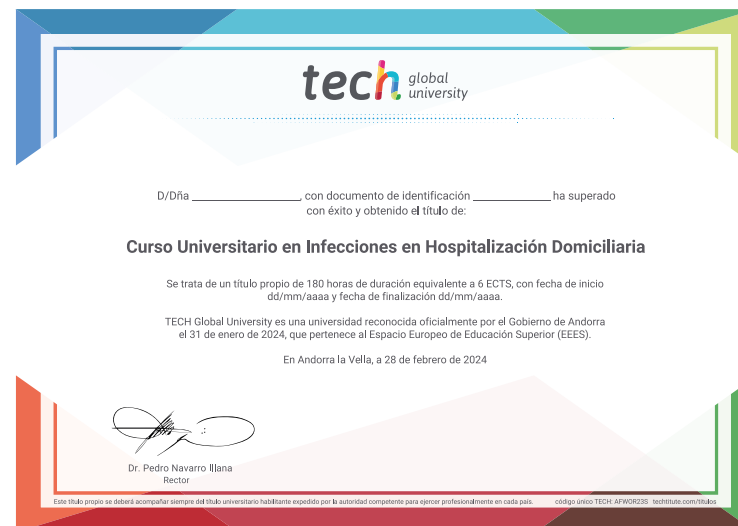 tech global
university
D/Dña ____________________, con documento de identificación ______________ ha superado
con éxito y obtenido el título de:
Curso Universitario en Infecciones en Hospitalización Domiciliaria
Se trata de un título propio de 180 horas de duración equivalente a 6 ECTS, con fecha de inicio
dd/mm/aaaa y fecha de finalización dd/mm/aaaa.
TECH Global University es una universidad reconocida oficialmente por el Gobierno de Andorra
el 31 de enero de 2024, que pertenece al Espacio Europeo de Educación Superior (EEES).
En Andorra la Vella, a 28 de febrero de 2024
Dr. Pedro Navarro Illana
Rector
Este título propio se deberá acompañar siempre del título universitario habilitante expedido por la autoridad competente para ejercer profesionalmente en cada país. código único TECH: AFWOR23S techtitute.com/titulos